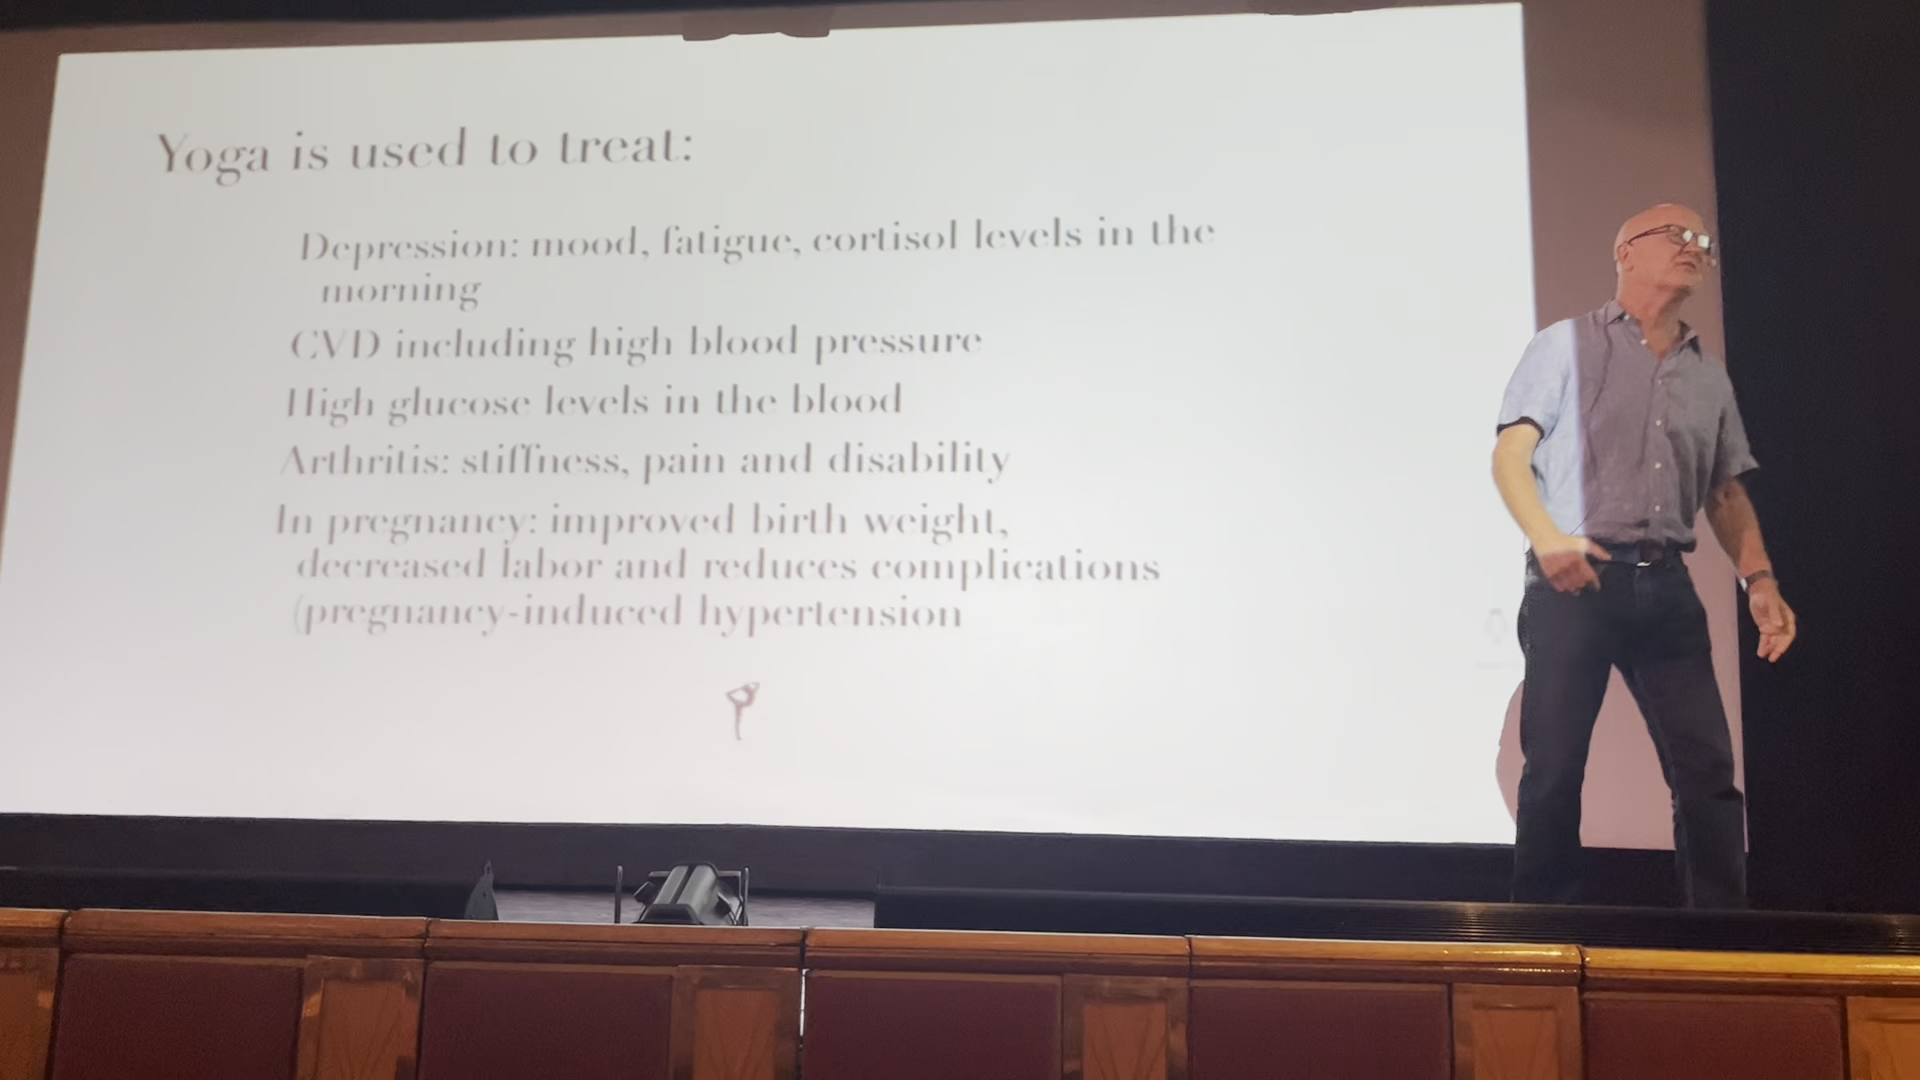 Yoga is used to treat:
Depression: mood, fatigue, cortisol levels in the
morning
CVD including high blood pressure
High glucose levels in the blood
Arthritis: stiffness, pain and disability
In pregnancy: improved birth weight,
decreased labor and reduces complications
(pregnancy-induced hypertension